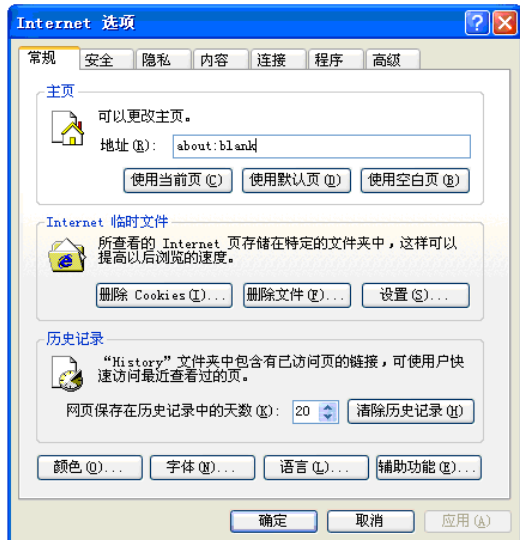 Internet 选项
常规 安全 隐私 内容 连接 程序 高级
主页
可以更改主页。
地址(R): about:blank
使用当前页(C) 使用默认页(D) 使用空白页(B)
Internet 临时文件
所查看的 Internet 页存储在特定的文件夹中，这样可以
提高以后浏览的速度。
删除 Cookies(I)... 删除文件(F)... 设置(S)...
历史记录
“History”文件夹中包含有已访问页的链接，可使用户快
速访问最近查看过的页。
网页保存在历史记录中的天数(K): 20 清除历史记录(H)
颜色(O)... 字体(N)... 语言(L)... 辅助功能(E)...
确定 取消 应用(A)